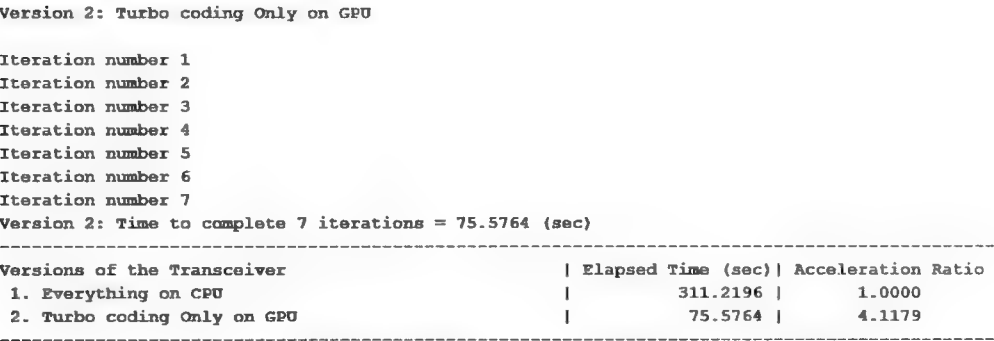 Version 2: Turbo coding Only on GPU
Iteration number 1
Iteration number 2
Iteration number 3
Iteration number 4
Iteration number 5
Iteration number 6
Iteration number 7
Version 2: Time to complete 7 iterations = 75.5764 (sec)
---------------------------------------------------------------------------------------------
Versions of the Transceiver | Elapsed Time (sec)| Acceleration Ratio
1. Everything on CPU | 311.2196 | 1.0000
2. Turbo coding Only on GPU | 75.5764 | 4.1179
---------------------------------------------------------------------------------------------